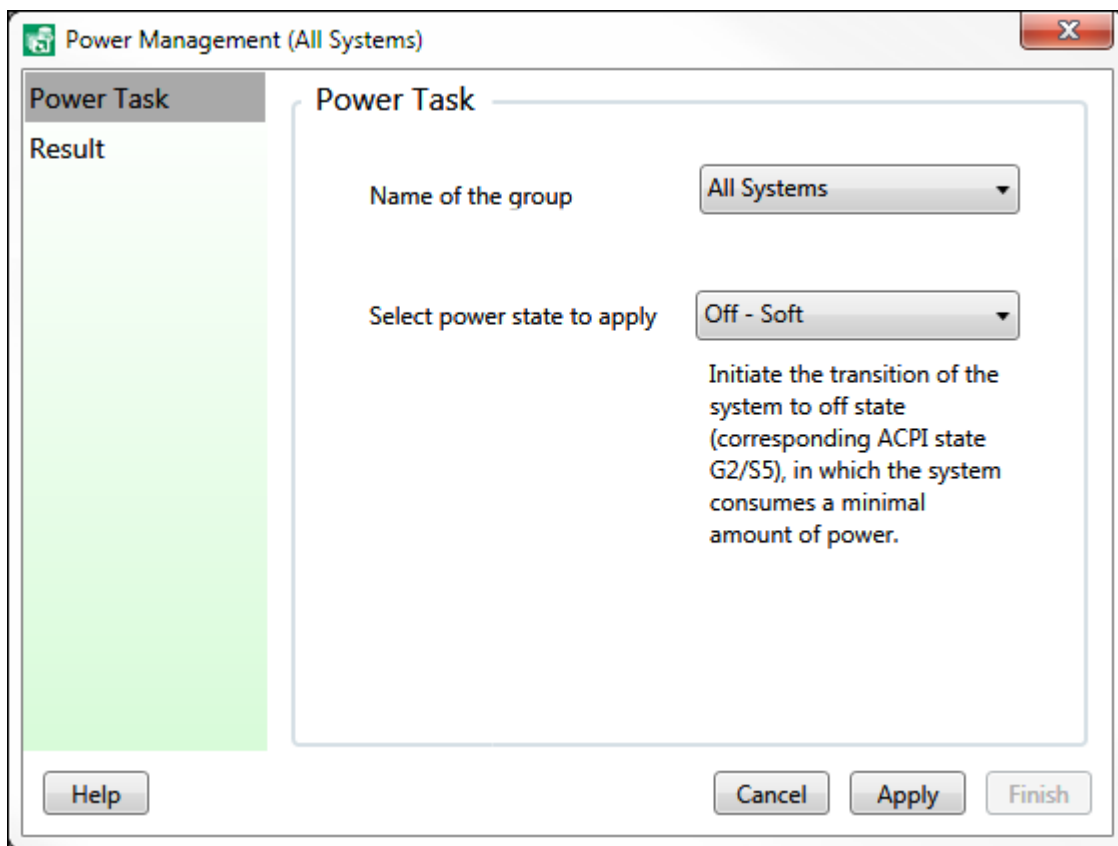 Power Management (All Systems)
Power Task
Result
Power Task
Name of the group
All Systems
Select power state to apply
Off - Soft
Initiate the transition of the
system to off state
(corresponding ACPI state
G2/S5), in which the system
consumes a minimal
amount of power.
Help
Cancel
Apply
Finish